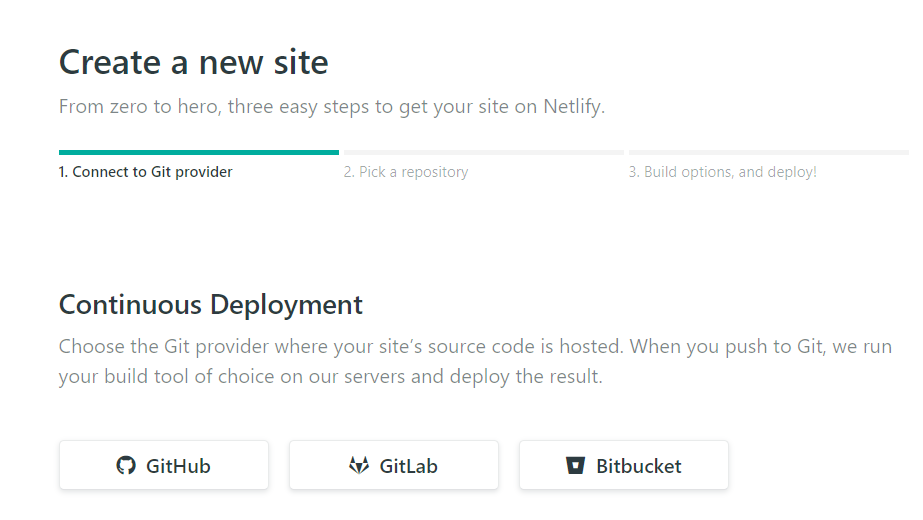 Create a new site
From zero to hero, three easy steps to get your site on Netlify.
1. Connect to Git provider
2. Pick a repository
3. Build options, and deploy!
Continuous Deployment
Choose the Git provider where your site’s source code is hosted. When you push to Git, we run
your build tool of choice on our servers and deploy the result.
GitHub
GitLab
Bitbucket